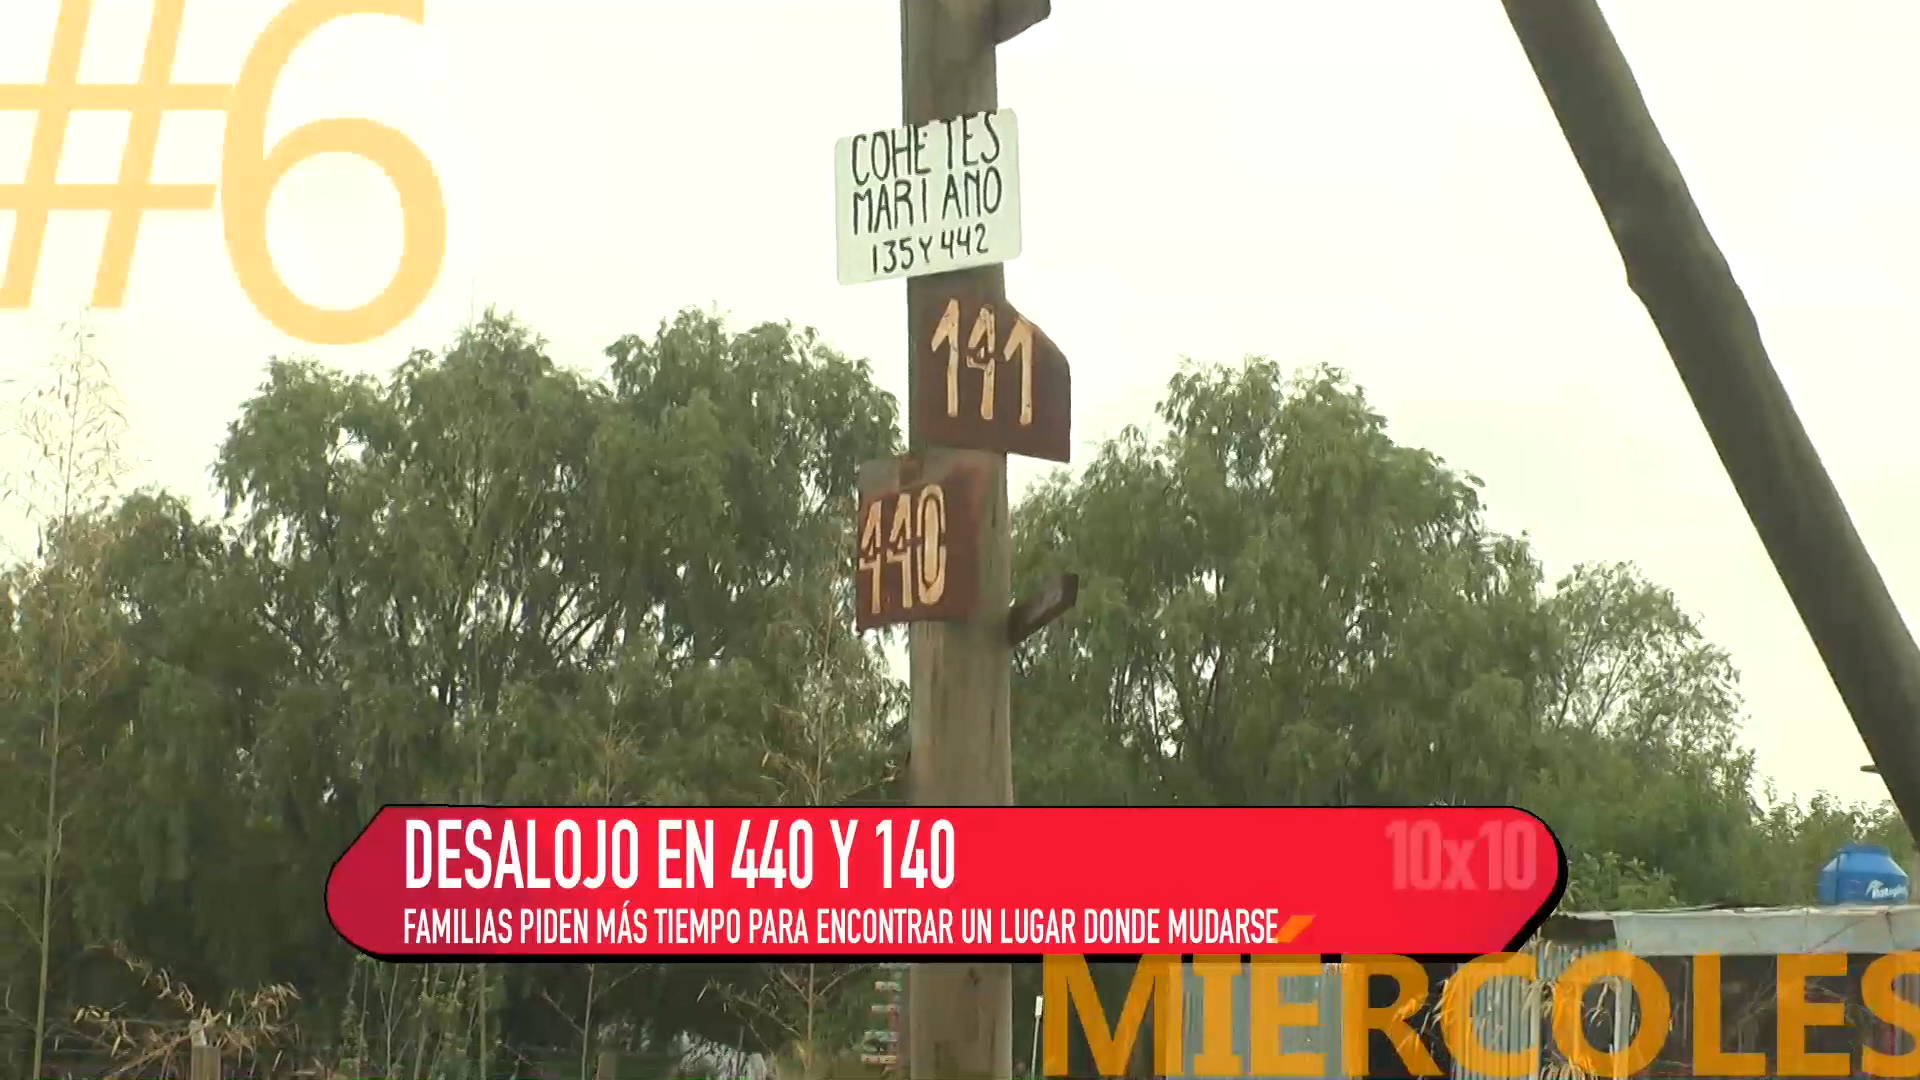 #6
COHETES
MARIANO
135 Y 442
141
440
DESALOJO EN 440 Y 140
10x10
FAMILIAS PIDEN MÁS TIEMPO PARA ENCONTRAR UN LUGAR DONDE MUDARSE
MIERCOLES